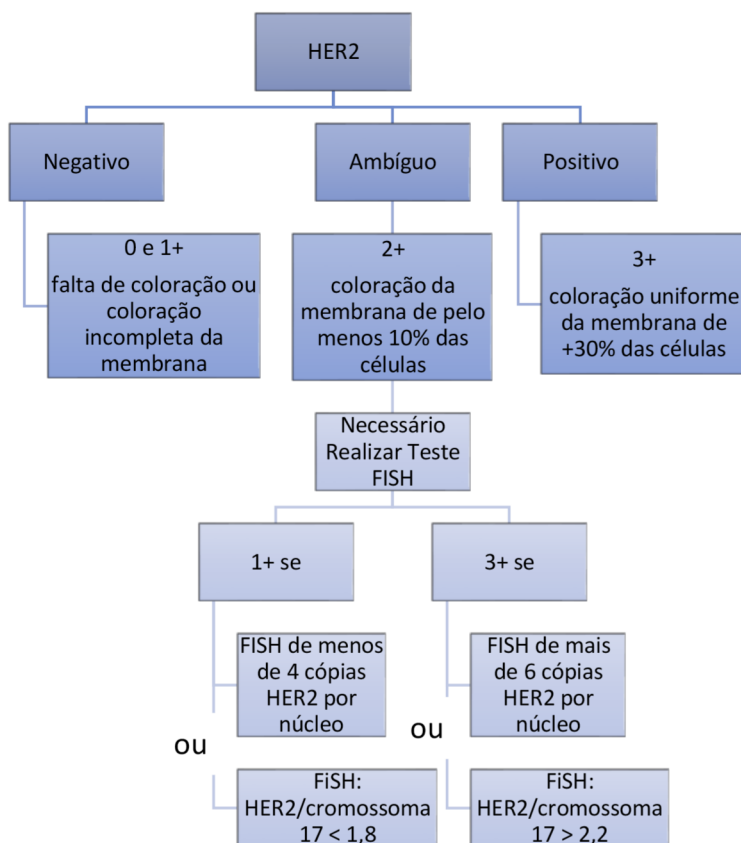 HER2
Negativo
Ambíguo
Positivo
0 e 1+
falta de coloração ou
coloração
incompleta da
membrana
2+
coloração da
membrana de pelo
menos 10% das
células
3+
coloração uniforme
da membrana de
+30% das células
Necessário
Realizar Teste
FISH
1+ se
3+ se
FISH de menos
de 4 cópias
HER2 por
núcleo
FISH de mais
de 6 cópias
HER2 por
núcleo
ou
ou
FiSH:
HER2/cromossoma
17 < 1,8
FiSH:
HER2/cromossoma
17 > 2,2